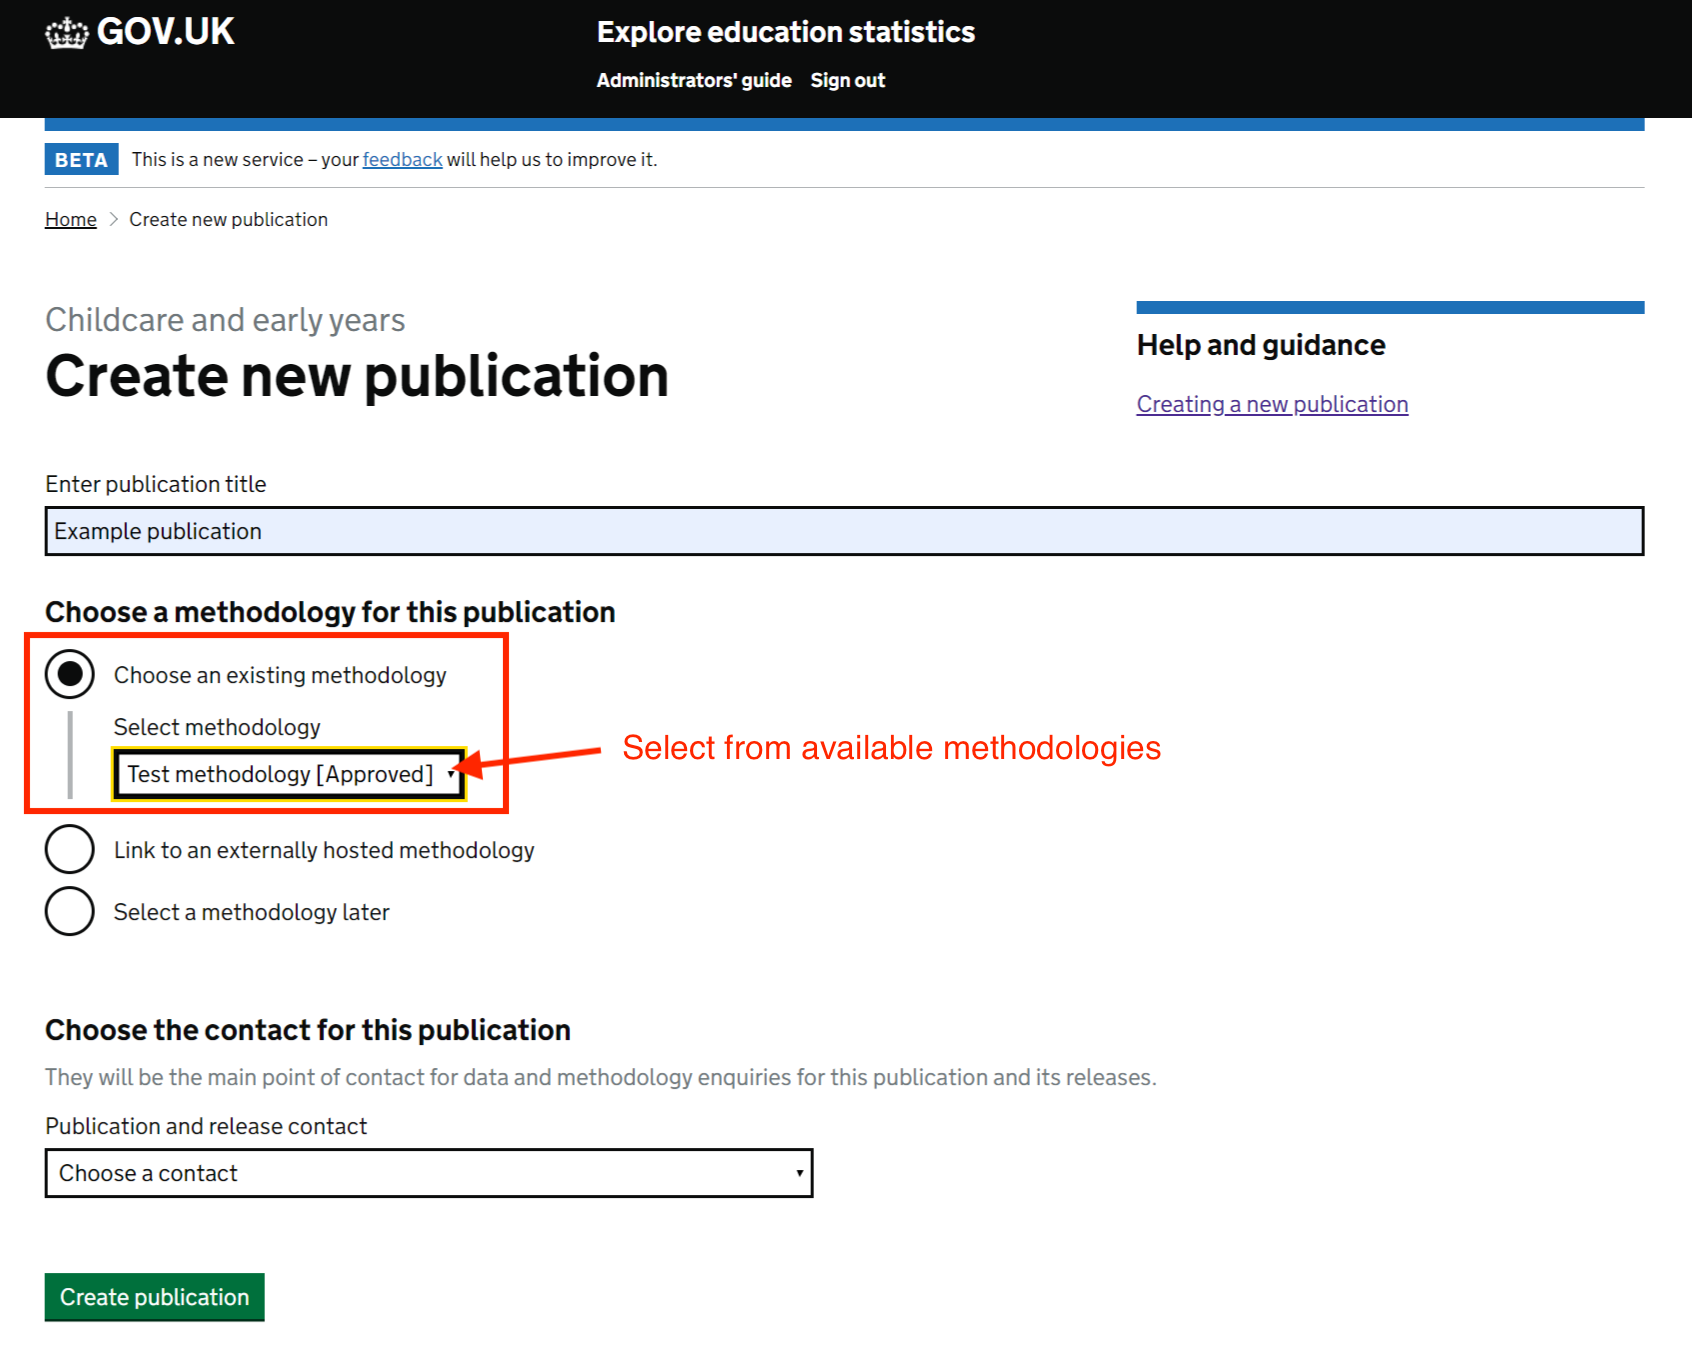 GOV.UK
Explore education statistics
Administrators' guide Sign out
BETA This is a new service – your feedback will help us to improve it.
Home > Create new publication
Childcare and early years
Create new publication
Help and guidance
Creating a new publication
Enter publication title
Example publication
Choose a methodology for this publication
Choose an existing methodology
Select methodology
Test methodology [Approved]
Select from available methodologies
Link to an externally hosted methodology
Select a methodology later
Choose the contact for this publication
They will be the main point of contact for data and methodology enquiries for this publication and its releases.
Publication and release contact
Choose a contact
Create publication